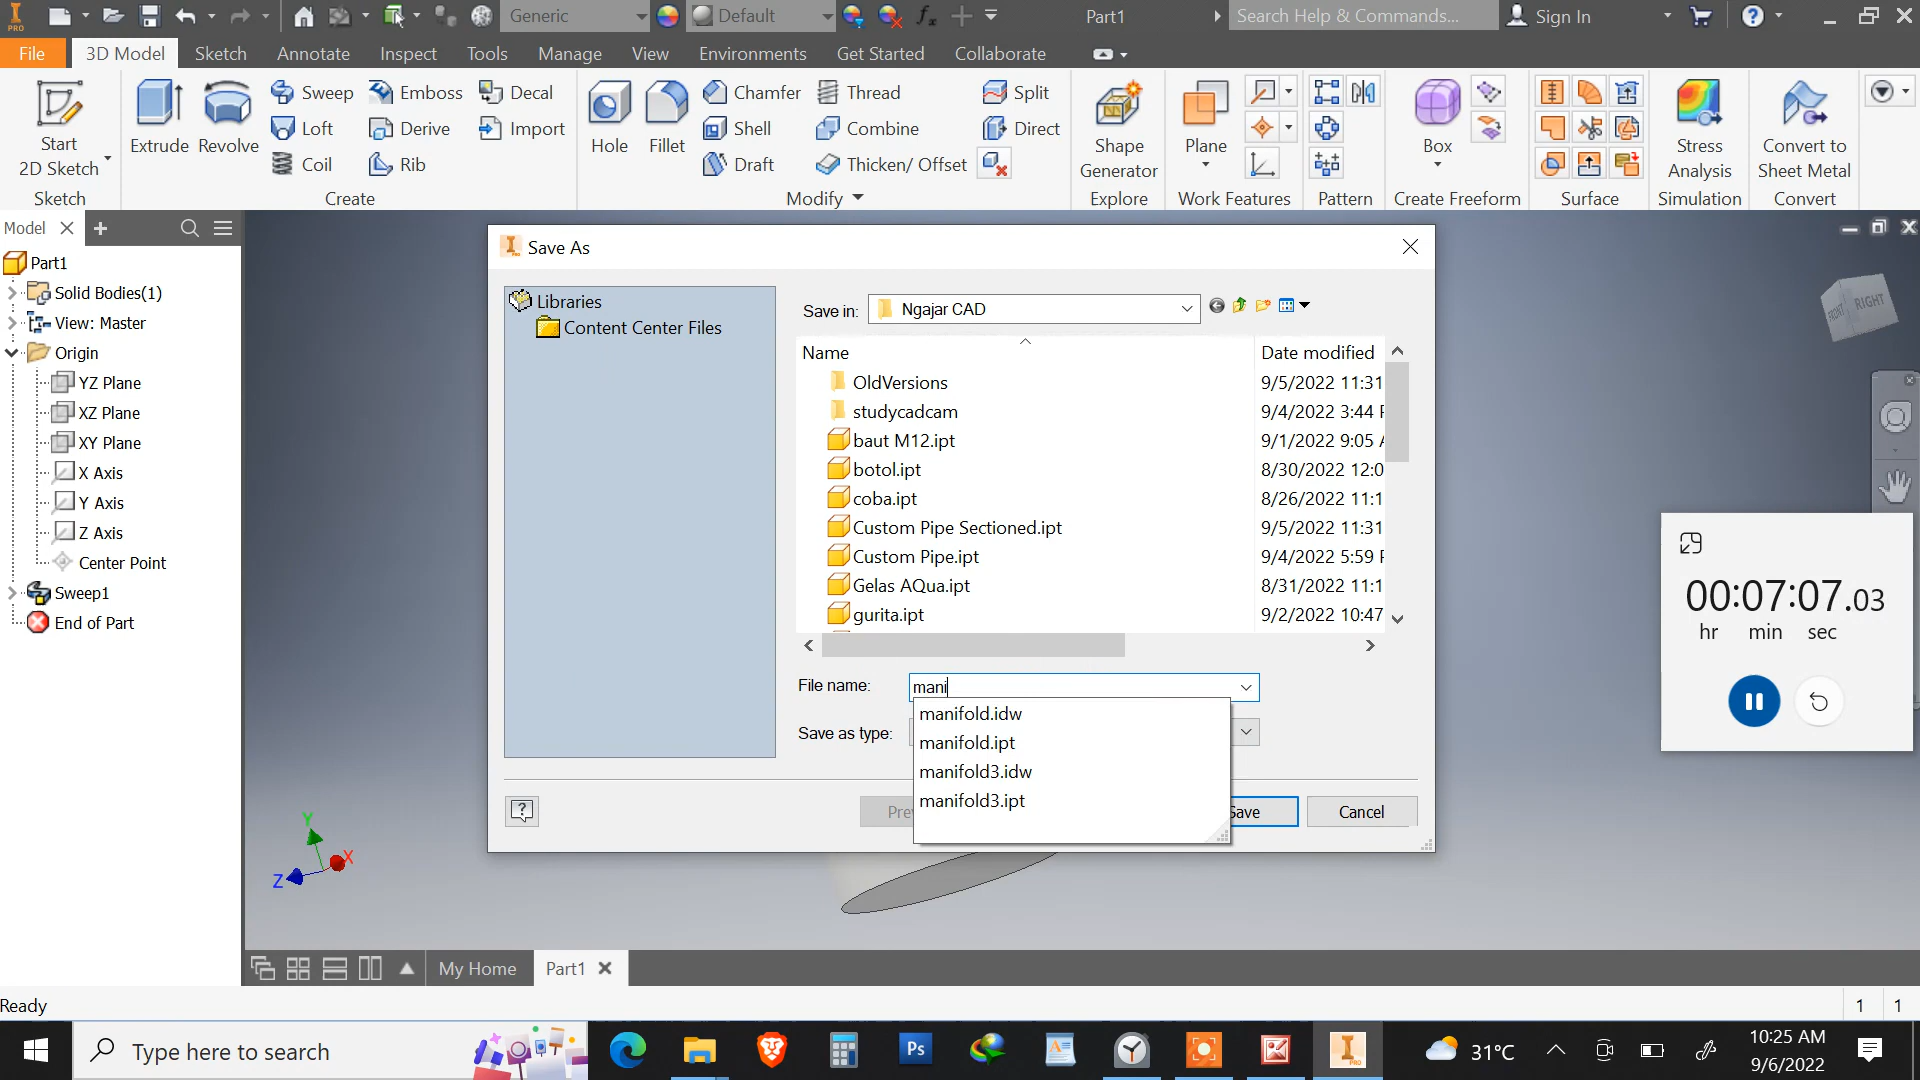 Generic
Default
Part1
Search Help & Commands...
Sign In
File
3D Model
Sketch
Annotate
Inspect
Tools
Manage
View
Environments
Get Started
Collaborate
Start
2D Sketch
Sketch
Extrude
Revolve
Sweep
Loft
Coil
Emboss
Derive
Rib
Decal
Import
Create
Hole
Fillet
Chamfer
Shell
Draft
Thread
Combine
Thicken/ Offset
Split
Direct
Modify
Shape
Generator
Explore
Plane
Work Features
Pattern
Box
Create Freeform
Surface
Stress
Analysis
Simulation
Convert to
Sheet Metal
Convert
Model
Part1
Solid Bodies(1)
View: Master
Origin
YZ Plane
XZ Plane
XY Plane
X Axis
Y Axis
Z Axis
Center Point
Sweep1
End of Part
Save As
Libraries
Content Center Files
Save in:
Ngajar CAD
Name
Date modified
OldVersions
9/5/2022 11:31
studycadcam
9/4/2022 3:44
baut M12.ipt
9/1/2022 9:05
botol.ipt
8/30/2022 12:0
coba.ipt
8/26/2022 11:1
Custom Pipe Sectioned.ipt
9/5/2022 11:31
Custom Pipe.ipt
9/4/2022 5:59
Gelas AQua.ipt
8/31/2022 11:1
gurita.ipt
9/2/2022 10:47
File name:
mani
manifold.idw
manifold.ipt
manifold3.idw
manifold3.ipt
Save as type:
Pre
Save
Cancel
FRONT
RIGHT
00:07:07.03
hr min sec
Y
X
Z
My Home
Part1
Ready
1 1
Type here to search
Ps
PRO
31°C
10:25 AM
9/6/2022